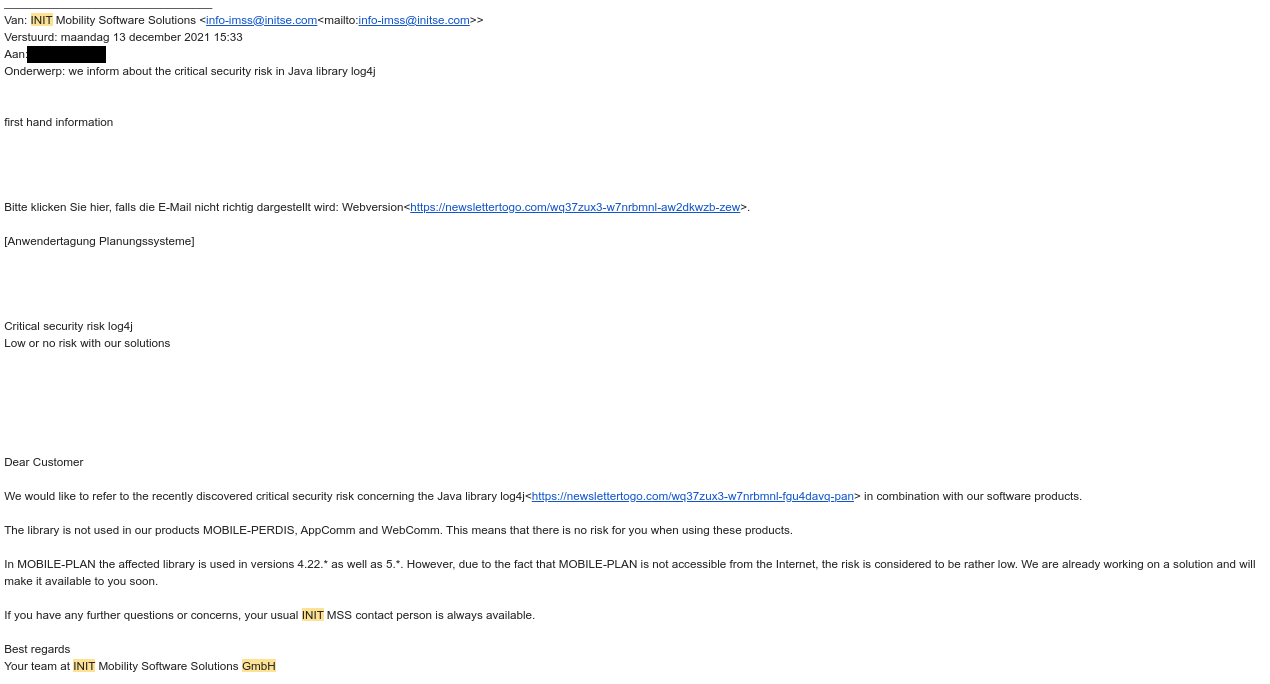 Van: INIT Mobility Software Solutions <info-imss@initse.com<mailto:info-imss@initse.com>>
Verstuurd: maandag 13 december 2021 15:33
Aan:
Onderwerp: we inform about the critical security risk in Java library log4j
first hand information
Bitte klicken Sie hier, falls die E-Mail nicht richtig dargestellt wird: Webversion<https://newslettertogo.com/wq37zux3-w7nrbmnl-aw2dkwzb-zew>.
[Anwendertagung Planungssysteme]
Critical security risk log4j
Low or no risk with our solutions
Dear Customer
We would like to refer to the recently discovered critical security risk concerning the Java library log4j<https://newslettertogo.com/wq37zux3-w7nrbmnl-fgu4davq-pan> in combination with our software products.
The library is not used in our products MOBILE-PERDIS, AppComm and WebComm. This means that there is no risk for you when using these products.
In MOBILE-PLAN the affected library is used in versions 4.22.* as well as 5.*. However, due to the fact that MOBILE-PLAN is not accessible from the Internet, the risk is considered to be rather low. We are already working on a solution and will
make it available to you soon.
If you have any further questions or concerns, your usual INIT MSS contact person is always available.
Best regards
Your team at INIT Mobility Software Solutions GmbH